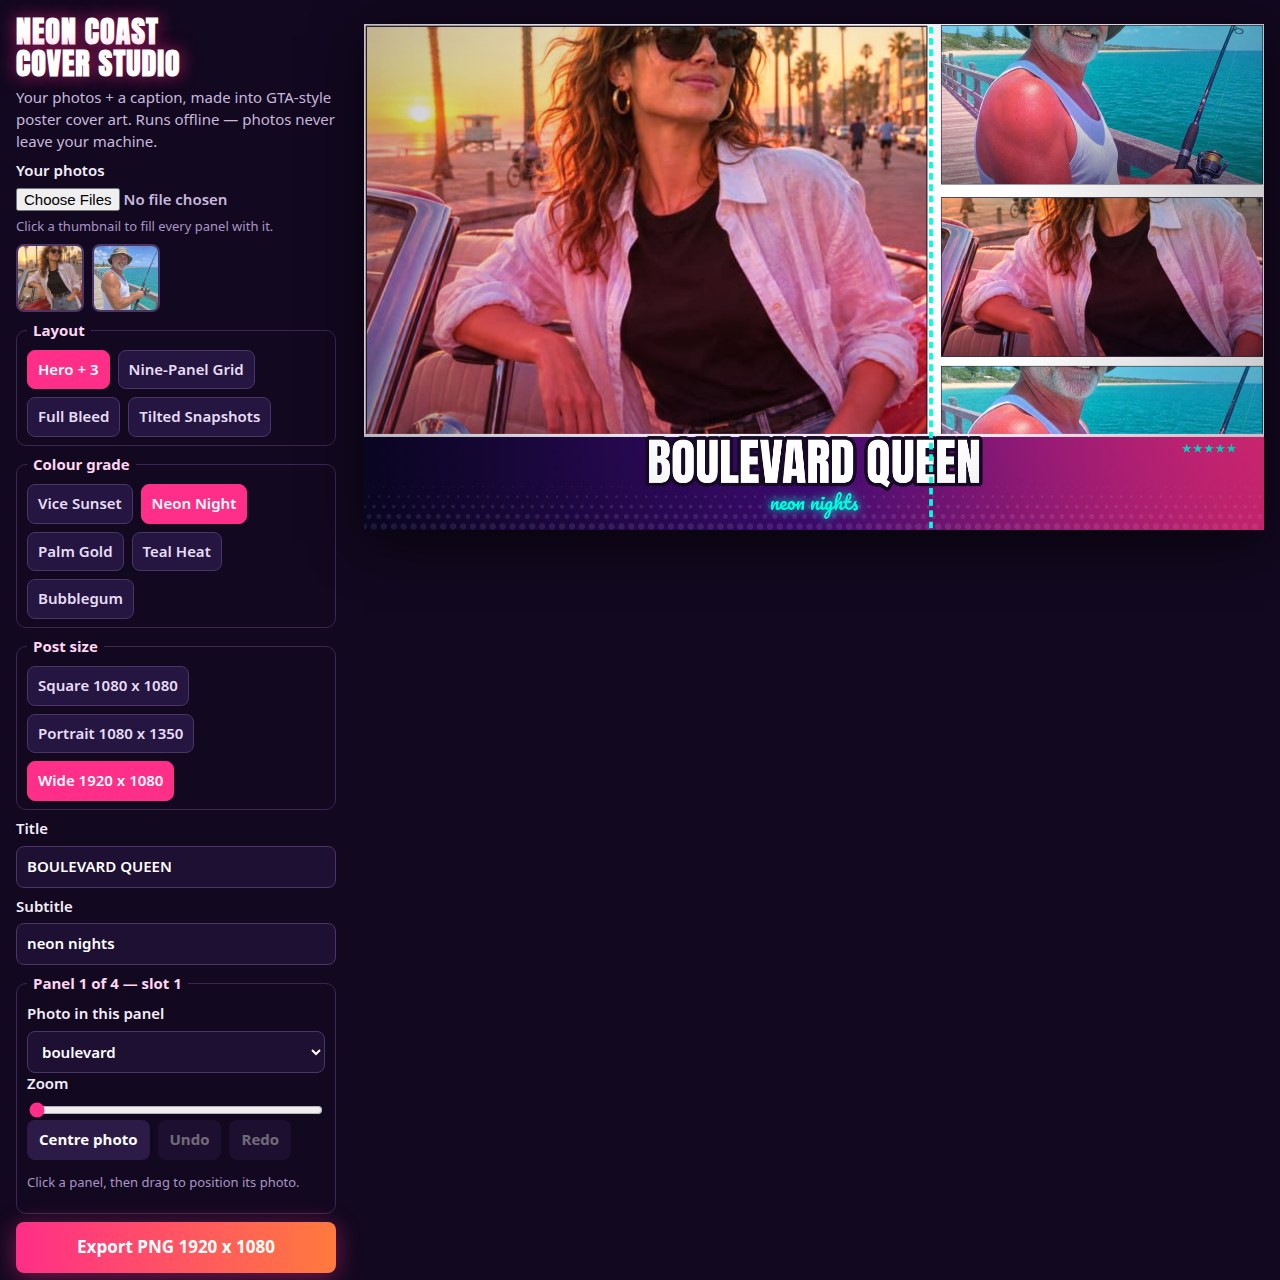 NEON COAST
COVER STUDIO
Your photos + a caption, made into GTA-style
poster cover art. Runs offline — photos never
leave your machine.
Your photos
Choose Files No file chosen
Click a thumbnail to fill every panel with it.
Layout
Hero + 3 Nine-Panel Grid
Full Bleed Tilted Snapshots
Colour grade
Vice Sunset Neon Night
Palm Gold Teal Heat
Bubblegum
Post size
Square 1080 x 1080
Portrait 1080 x 1350
Wide 1920 x 1080
Title
BOULEVARD QUEEN
Subtitle
neon nights
Panel 1 of 4 — slot 1
Photo in this panel
boulevard
Zoom
Centre photo Undo Redo
Click a panel, then drag to position its photo.
Export PNG 1920 x 1080
BOULEVARD QUEEN
★★★★★
neon nights